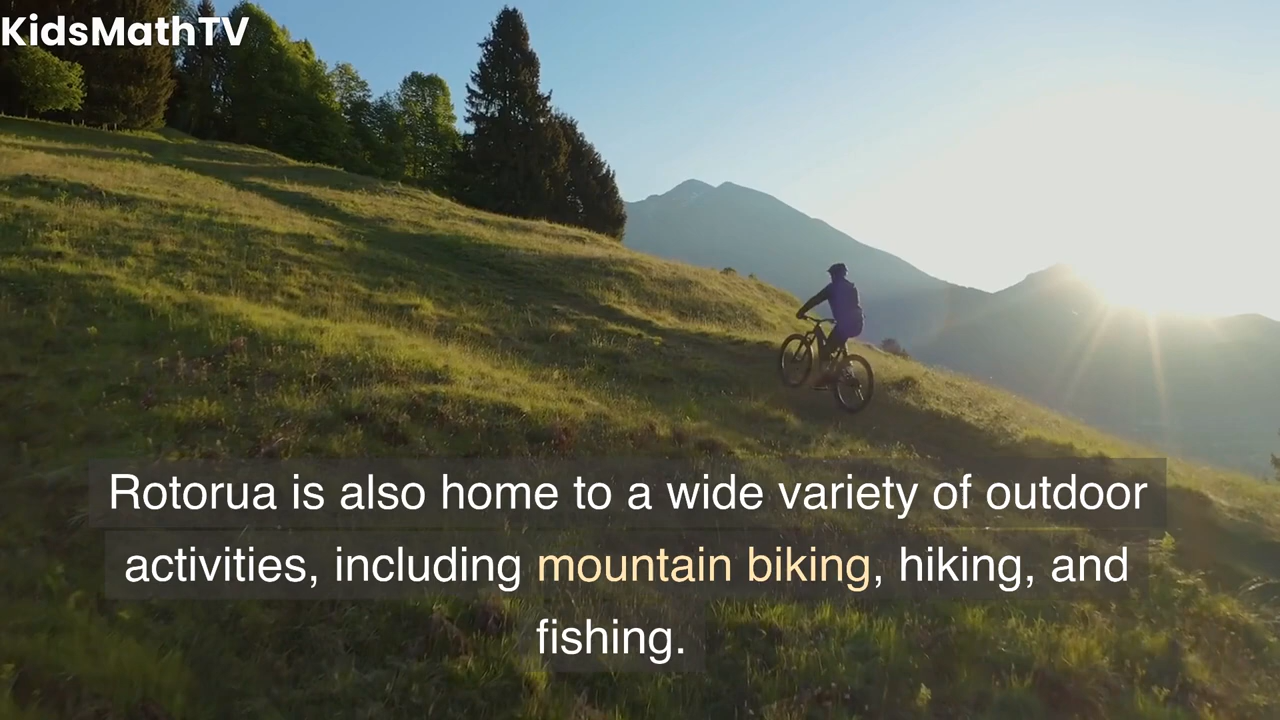 KidsMathTV
Rotorua is also home to a wide variety of outdoor
activities, including mountain biking, hiking, and
fishing.